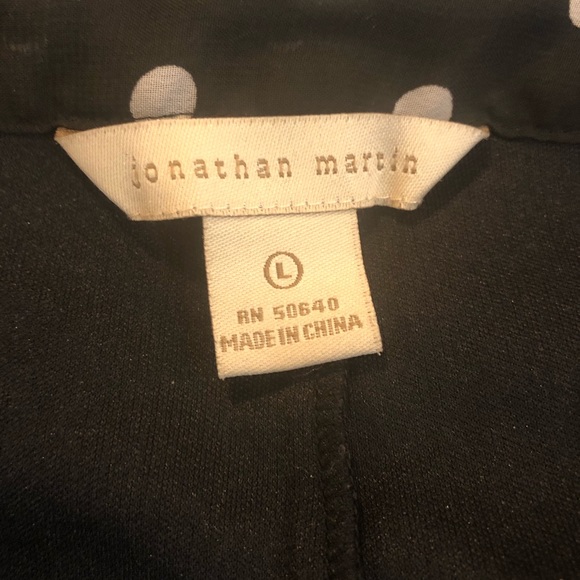 jonathan martin
L
RN 50640
MADE IN CHINA